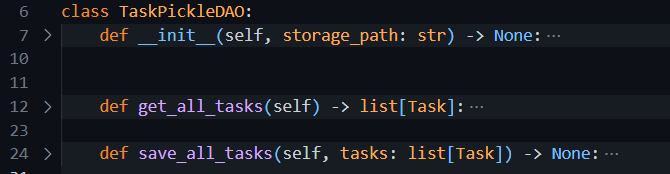 6 class TaskPickleDAO:
7 > def __init__(self, storage_path: str) -> None:···
10
11
12 > def get_all_tasks(self) -> list[Task]:···
23
24 > def save_all_tasks(self, tasks: list[Task]) -> None:···